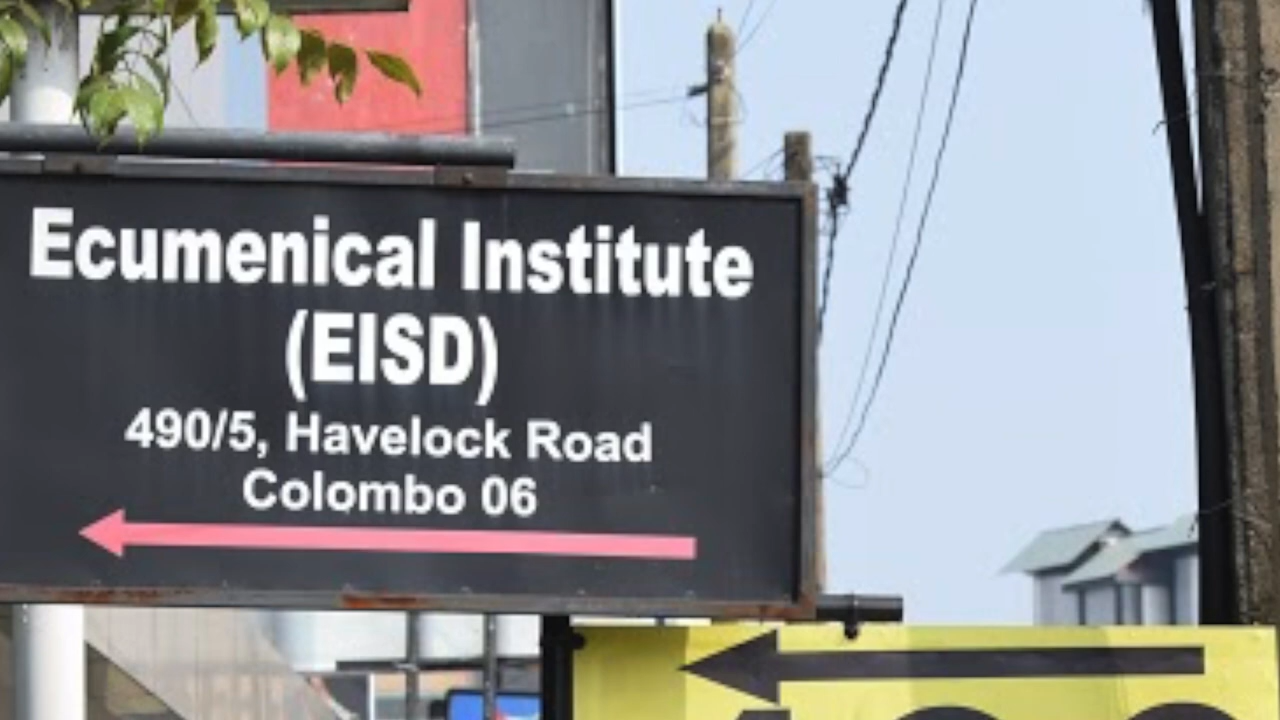 Ecumenical Institute
(EISD)
490/5, Havelock Road
Colombo 06